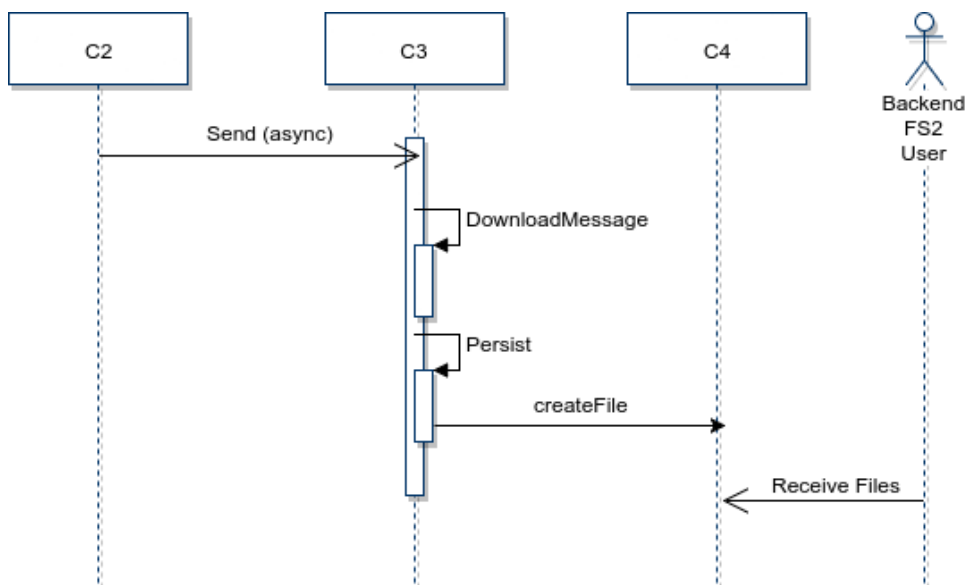 C2
C3
C4
Backend
FS2
User
Send (async)
DownloadMessage
Persist
createFile
Receive Files